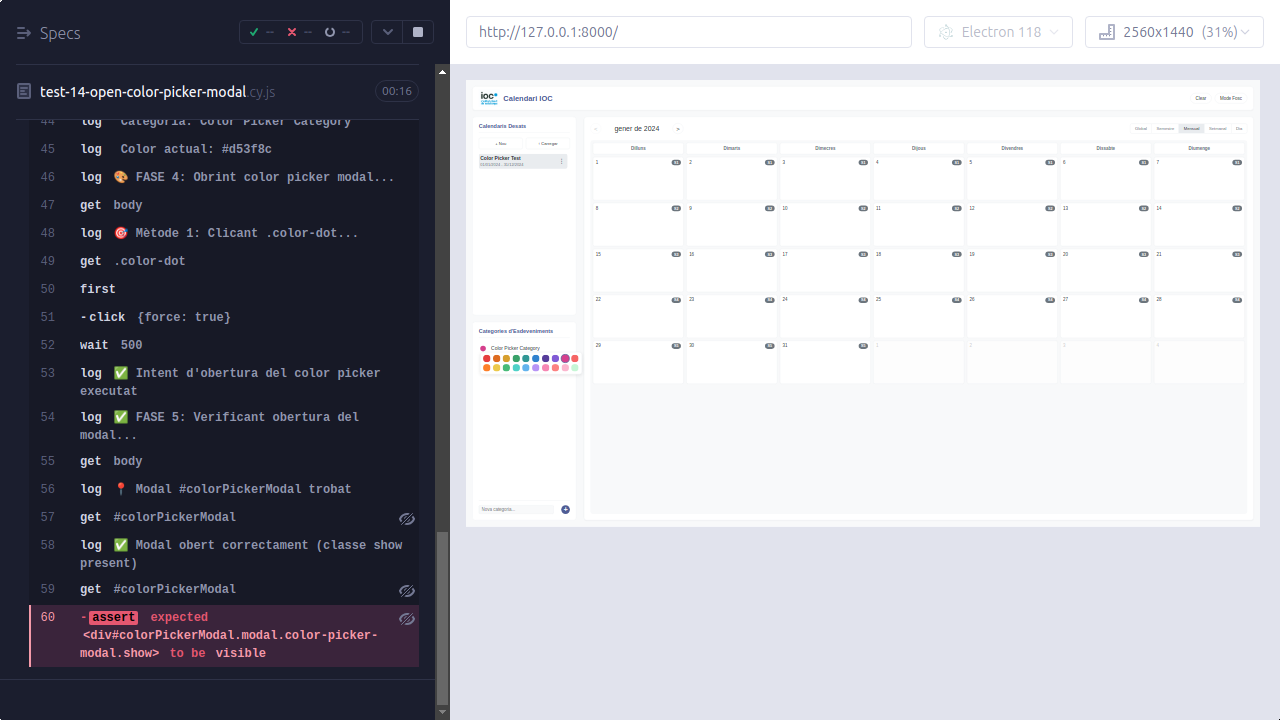 Specs
-- -- --
test-14-open-color-picker-modal.cy.js
00:16
44 log Categoria: Color Picker Category
45 log Color actual: #d53f8c
46 log 🎨 FASE 4: Obrint color picker modal...
47 get body
48 log 🎯 Mètode 1: Clicant .color-dot...
49 get .color-dot
50 first
51 -click {force: true}
52 wait 500
53 log ✅ Intent d'obertura del color picker
executat
54 log ✅ FASE 5: Verificant obertura del
modal...
55 get body
56 log 📍 Modal #colorPickerModal trobat
57 get #colorPickerModal
58 log ✅ Modal obert correctament (classe show
present)
59 get #colorPickerModal
60 -assert expected
<div#colorPickerModal.modal.color-picker-
modal.show> to be visible
http://127.0.0.1:8000/
Electron 118
2560x1440 (31%)
ioc
Calendari IOC
Clear
Mode Fosc
Calendaris Desats
+ Nou
Carregar
Color Picker Test
< gener de 2024 >
Global Semestre Mensual Setmanal Dia
Dilluns Dimarts Dimecres Dijous Divendres Dissabte Diumenge
1 2 3 4 5 6 7
8 9 10 11 12 13 14
15 16 17 18 19 20 21
22 23 24 25 26 27 28
29 30 31 1 2 3 4
Categories d'Esdeveniments
Color Picker Category
Nova categoria...
+